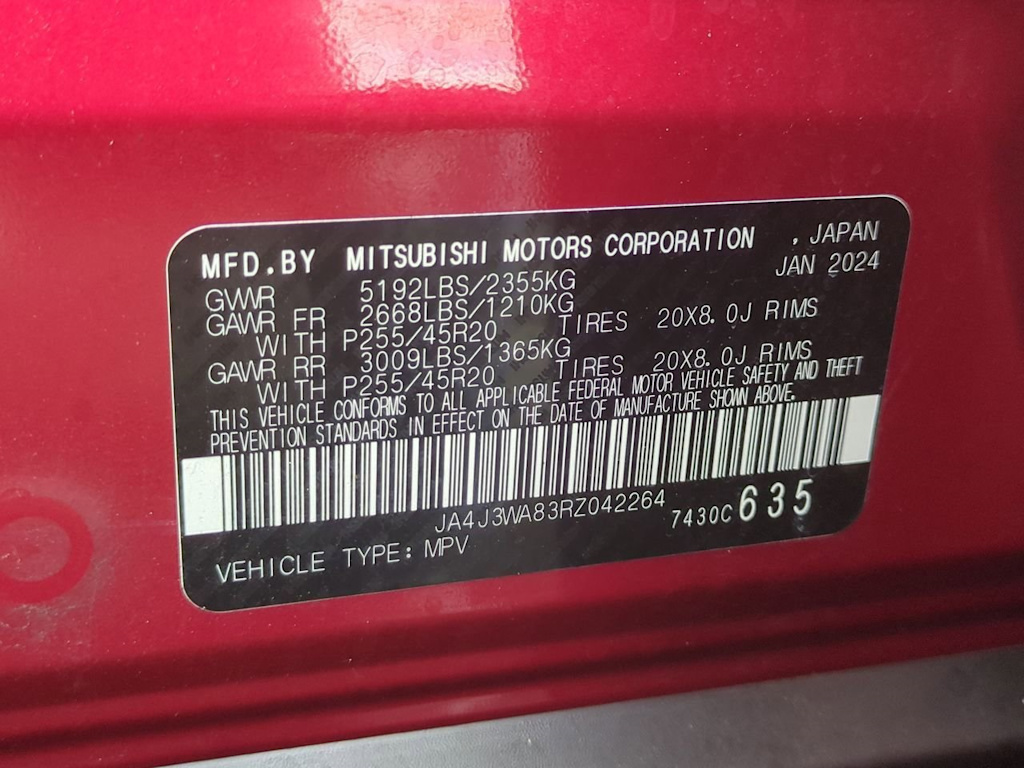 MFD.BY MITSUBISHI MOTORS CORPORATION , JAPAN
JAN 2024
GVWR 5192LBS/2355KG
GAWR FR 2668LBS/1210KG
WITH P255/45R20 TIRES 20X8.0J RIMS
GAWR RR 3009LBS/1365KG
WITH P255/45R20 TIRES 20X8.0J RIMS
THIS VEHICLE CONFORMS TO ALL APPLICABLE FEDERAL MOTOR VEHICLE SAFETY AND THEFT
PREVENTION STANDARDS IN EFFECT ON THE DATE OF MANUFACTURE SHOWN ABOVE.
JA4J3WA83RZ042264 7430C635
VEHICLE TYPE: MPV